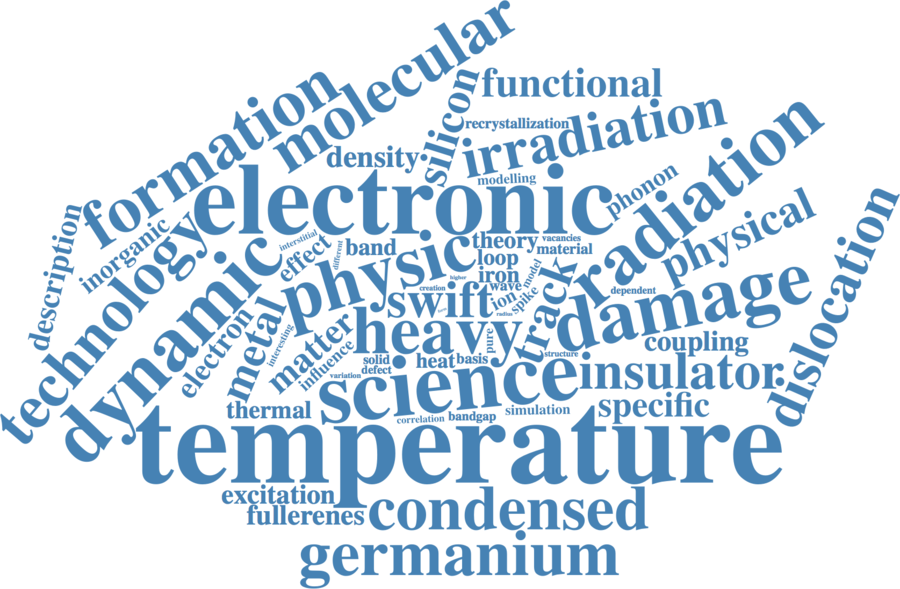 molecular
formation
silicon
functional
recrystallization
irradiation
density
modelling
radiation
electronic
phonon
physical
dislocation
description
inorganic
technology
interstitial
effect
different
band
physic
theory
vacancies
material
loop
iron
model
higher
creation
wave
dynamic
swift
ion
spike
radius
track
dependent
damage
electron
metal
interesting
matter
influence
heavy
pure
coupling
solid
defect
heat
basis
structure
variation
science
insulator
thermal
correlation
bandgap
simulation
specific
temperature
excitation
fullerenes
condensed
germanium